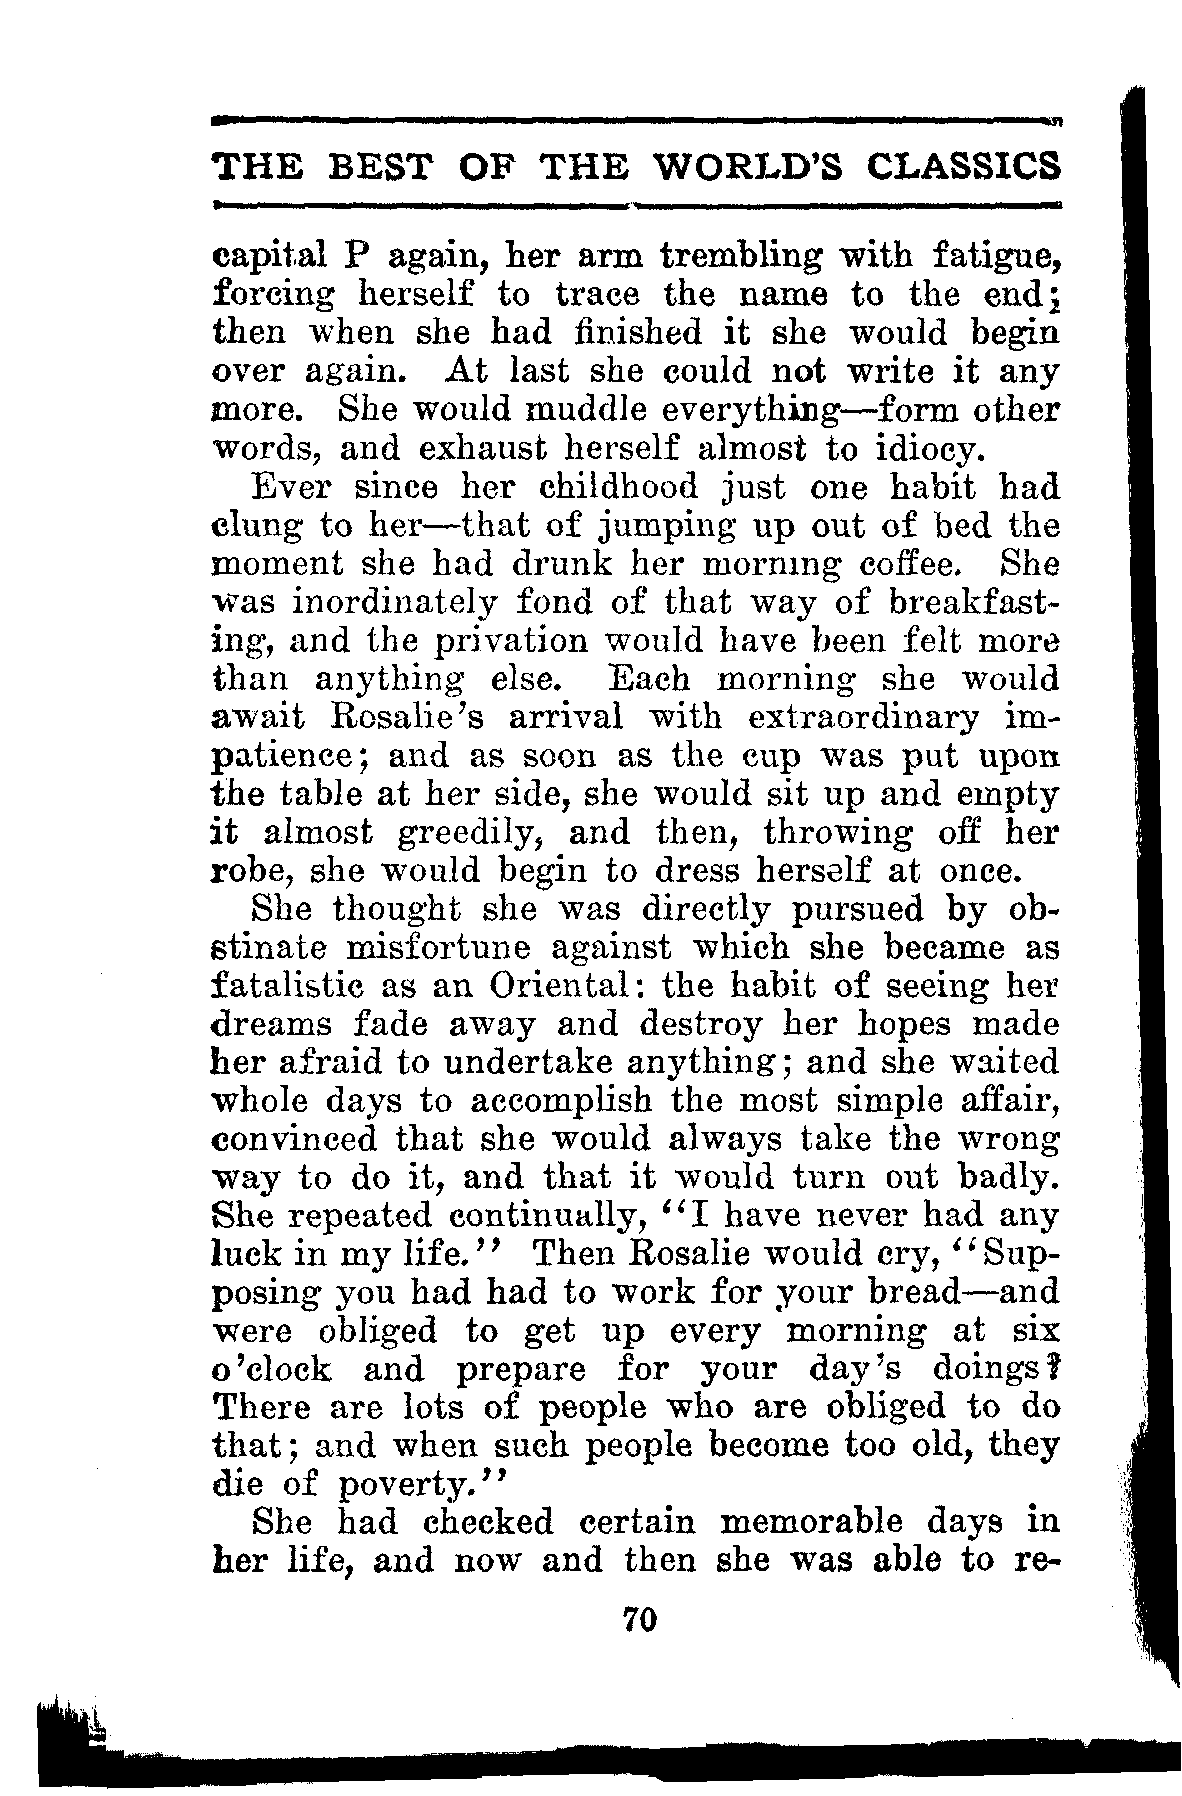 THE BEST OF THE WORLD'S CLASSICS
capital P again, her arm trembling with fatigue,
forcing herself to trace the name to the end;
then when she had finished it she would begin
over again. At last she could not write it any
more. She would muddle everything—form other
words, and exhaust herself almost to idiocy.
Ever since her childhood just one habit had
clung to her—that of jumping up out of bed the
moment she had drunk her morning coffee. She
was inordinately fond of that way of breakfast-
ing, and the privation would have been felt more
than anything else. Each morning she would
await Rosalie's arrival with extraordinary im-
patience; and as soon as the cup was put upon
the table at her side, she would sit up and empty
it almost greedily, and then, throwing off her
robe, she would begin to dress herself at once.
She thought she was directly pursued by ob-
stinate misfortune against which she became as
fatalistic as an Oriental: the habit of seeing her
dreams fade away and destroy her hopes made
her afraid to undertake anything; and she waited
whole days to accomplish the most simple affair,
convinced that she would always take the wrong
way to do it, and that it would turn out badly.
She repeated continually, "I have never had any
luck in my life." Then Rosalie would cry, "Sup-
posing you had had to work for your bread—and
were obliged to get up every morning at six
o'clock and prepare for your day's doings?
There are lots of people who are obliged to do
that; and when such people become too old, they
die of poverty."
She had checked certain memorable days in
her life, and now and then she was able to re-
70